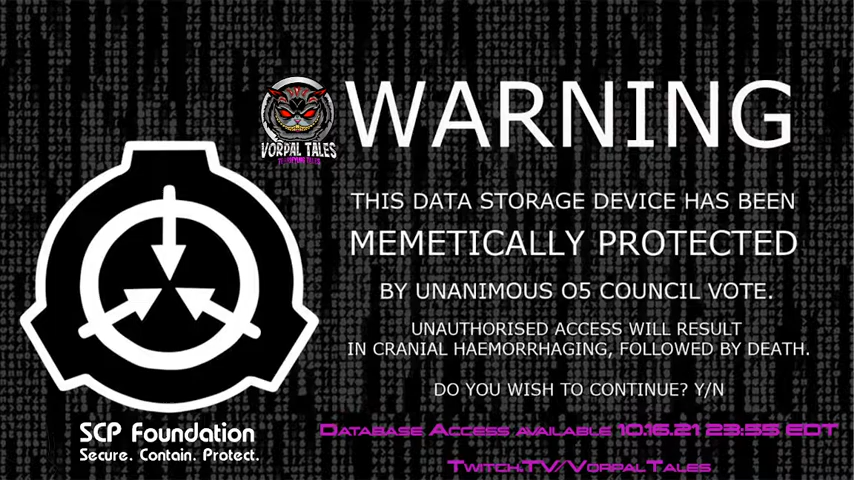 WARNING
VORPAL TALES
TERRIFYING TALES
THIS DATA STORAGE DEVICE HAS BEEN
MEMETICALLY PROTECTED
BY UNANIMOUS O5 COUNCIL VOTE.
UNAUTHORISED ACCESS WILL RESULT
IN CRANIAL HAEMORRHAGING, FOLLOWED BY DEATH.
DO YOU WISH TO CONTINUE? Y/N
SCP Foundation
Secure. Contain. Protect.
Database Access available 10.16.21 23:55 EDT
Twitch.TV/VorpalTales